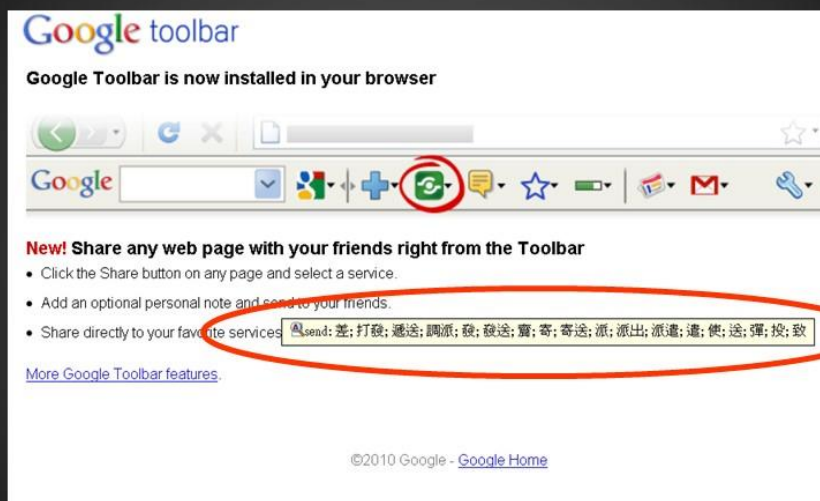 Google toolbar
Google Toolbar is now installed in your browser
Google
New! Share any web page with your friends right from the Toolbar
• Click the Share button on any page and select a service.
• Add an optional personal note and send to your friends.
• Share directly to your favorite services
send: 差; 打發; 遞送; 調派; 發; 發送; 齎; 寄; 寄送; 派; 派出; 派遣; 遣; 使; 送; 彈; 投; 致
More Google Toolbar features.
©2010 Google - Google Home